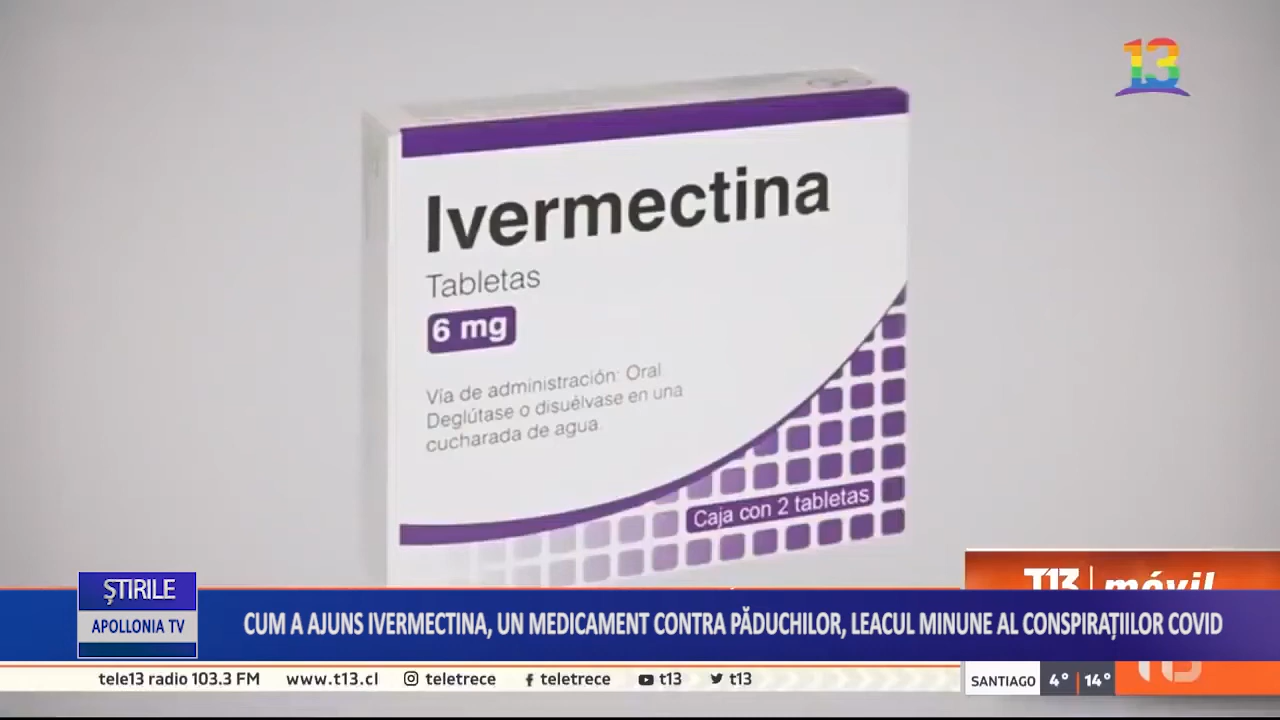 13
Ivermectina
Tabletas
6 mg
Vía de administración: Oral
Deglútase o disuélvase en una
cucharada de agua.
Caja con 2 tabletas
T13 móvil
ȘTIRILE
APOLLONIA TV
CUM A AJUNS IVERMECTINA, UN MEDICAMENT CONTRA PĂDUCHILOR, LEACUL MINUNE AL CONSPIRAȚIILOR COVID
tele13 radio 103.3 FM www.t13.cl teletrece teletrece t13 t13
SANTIAGO 4° 14°